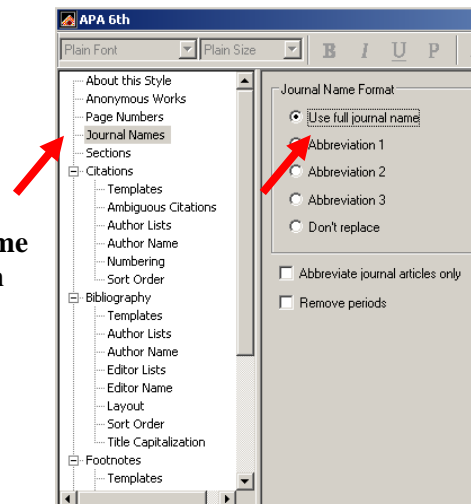 APA 6th
Plain Font Plain Size B I U P
About this Style
Anonymous Works
Page Numbers
Journal Names
Sections
Citations
Templates
Ambiguous Citations
Author Lists
Author Name
Numbering
Sort Order
Bibliography
Templates
Author Lists
Author Name
Editor Lists
Editor Name
Layout
Sort Order
Title Capitalization
Footnotes
Templates
Journal Name Format
Use full journal name
Abbreviation 1
Abbreviation 2
Abbreviation 3
Don't replace
Abbreviate journal articles only
Remove periods
me